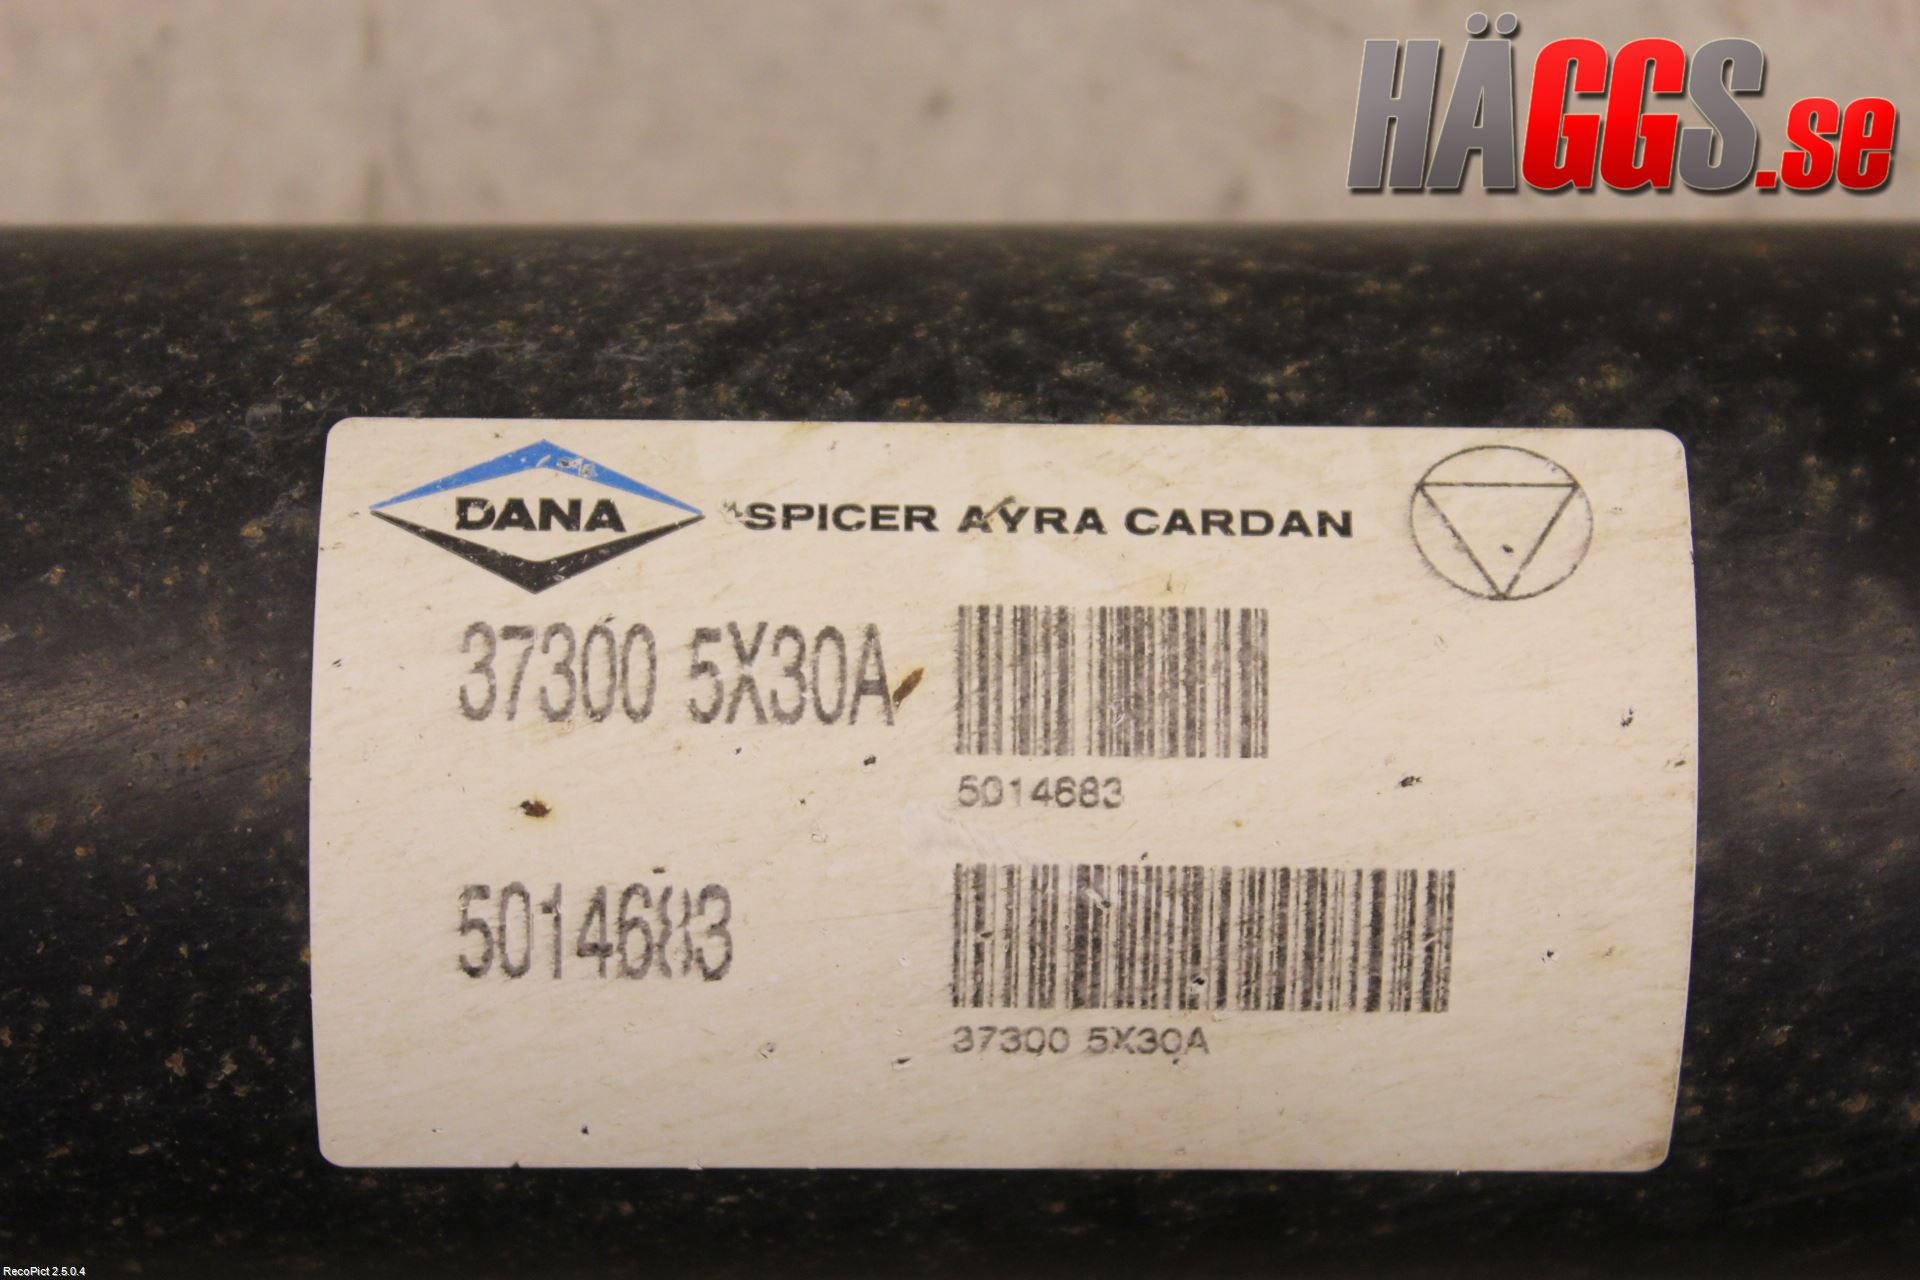 HÄGGS.se
DANA SPICER AYRA CARDAN
37300 5X30A
5014683
5014683
37300 5X30A
RecoPict 2.5.0.4